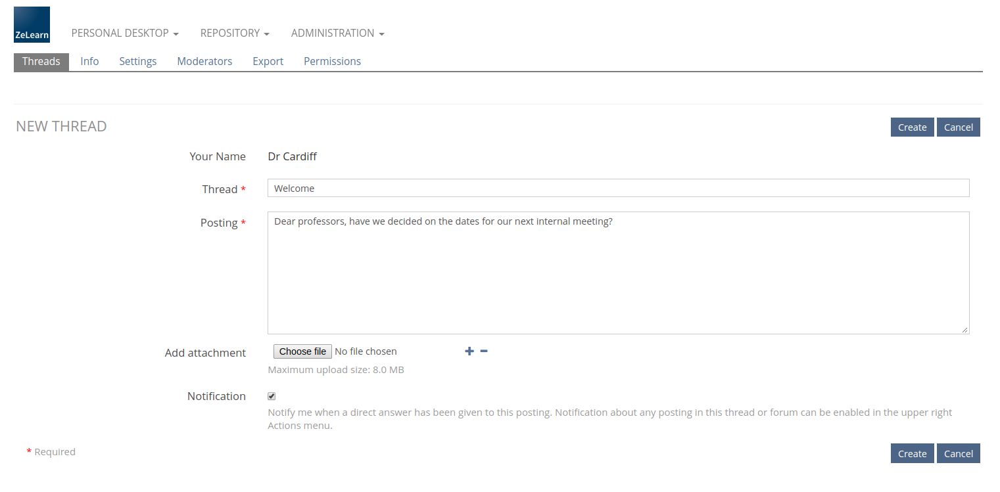 ZeLearn
PERSONAL DESKTOP REPOSITORY ADMINISTRATION
Threads Info Settings Moderators Export Permissions
NEW THREAD Create Cancel
Your Name Dr Cardiff
Thread * Welcome
Posting * Dear professors, have we decided on the dates for our next internal meeting?
Add attachment Choose file No file chosen
Maximum upload size: 8.0 MB
Notification
Notify me when a direct answer has been given to this posting. Notification about any posting in this thread or forum can be enabled in the upper right
Actions menu.
* Required Create Cancel